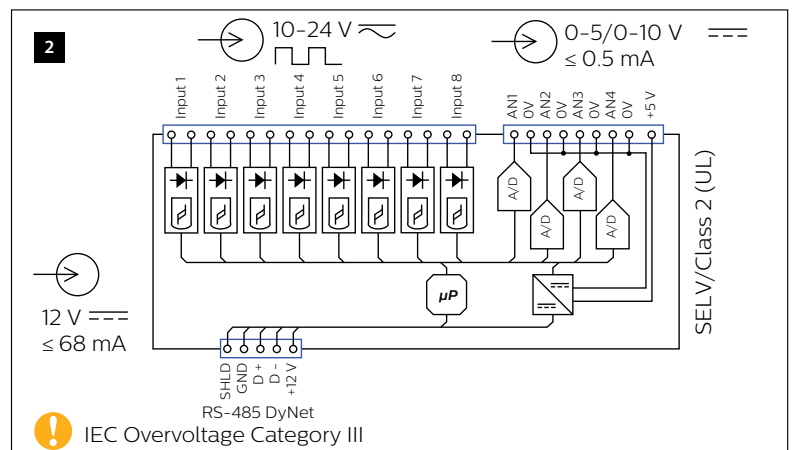 2
10-24 V
0-5/0-10 V
≤ 0.5 mA
Input 1
Input 2
Input 3
Input 4
Input 5
Input 6
Input 7
Input 8
AN1
0V
AN2
0V
AN3
0V
AN4
0V
+5 V
A/D
A/D
A/D
A/D
SELV/Class 2 (UL)
12 V
≤ 68 mA
µP
SHLD
GND
D +
D -
+12 V
RS-485 DyNet
! IEC Overvoltage Category III